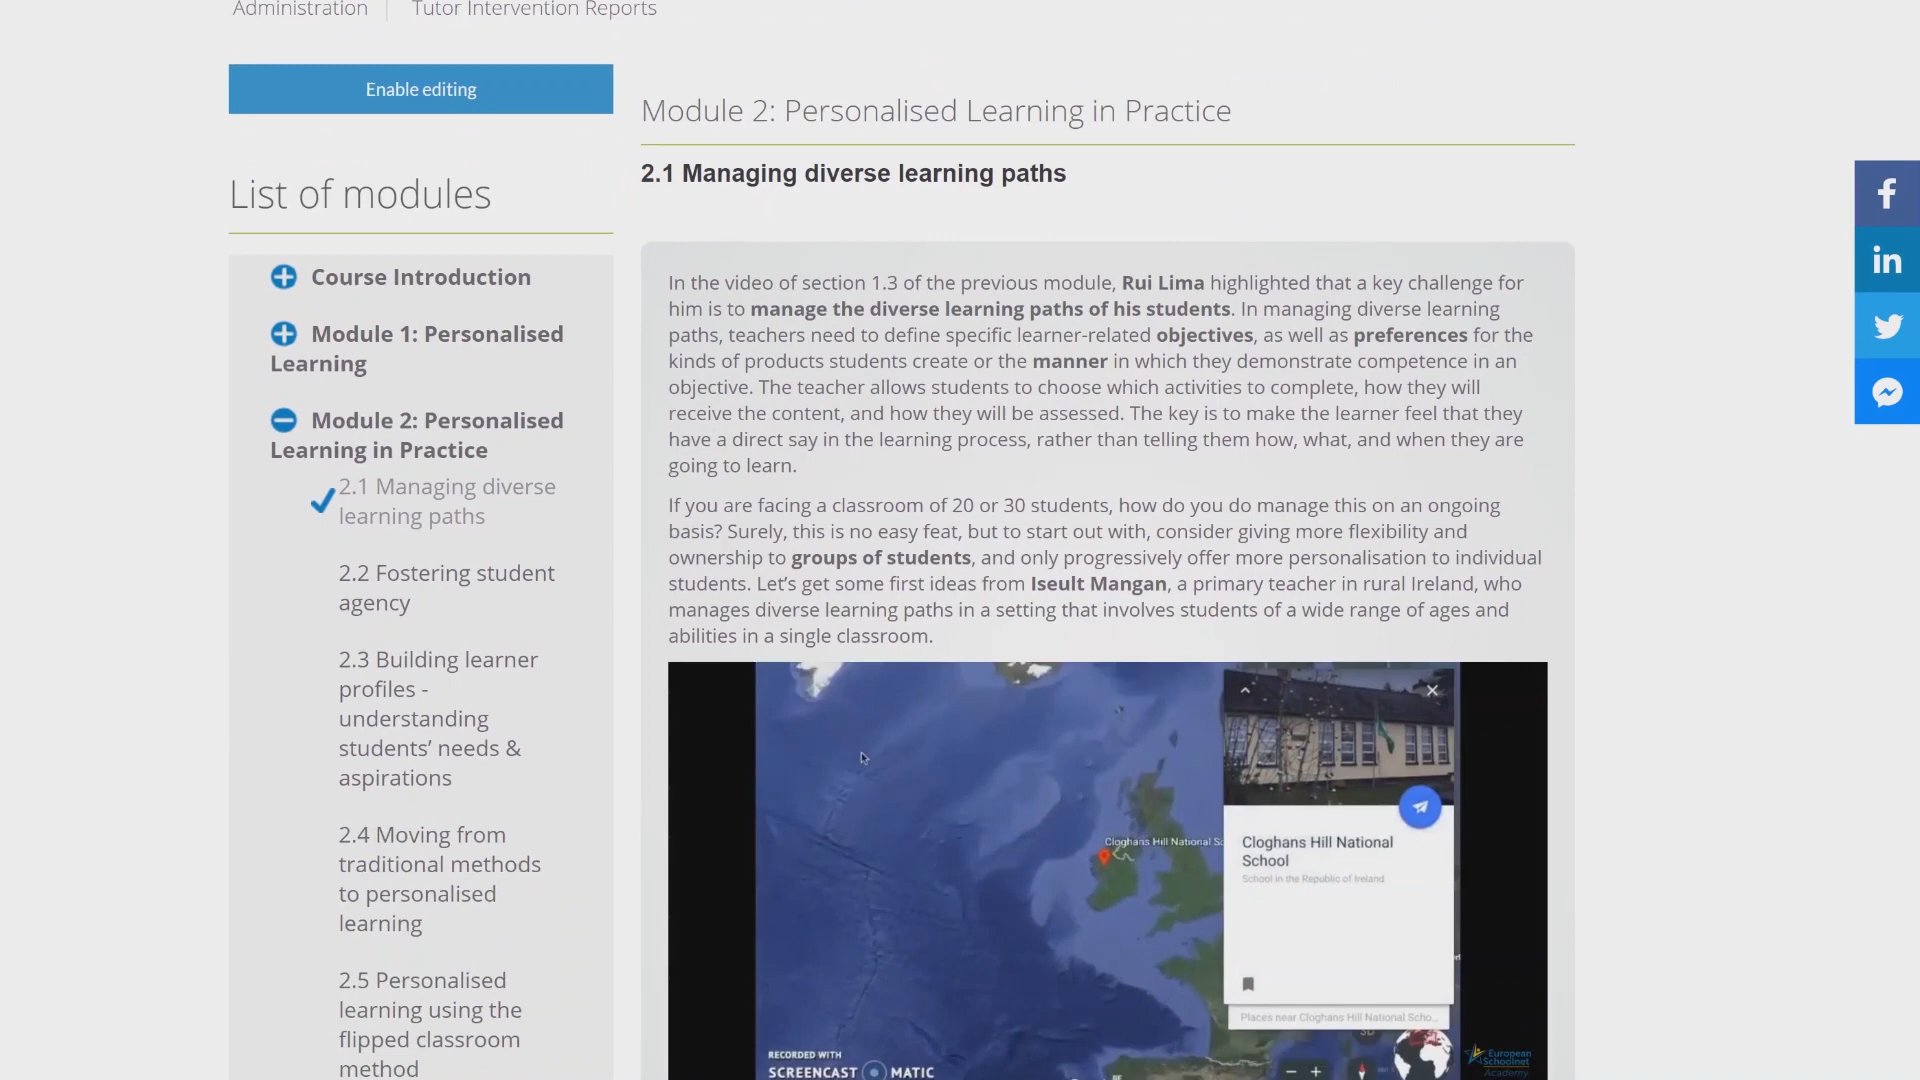 Administration
Tutor Intervention Reports
Enable editing
List of modules
Course Introduction
Module 1: Personalised
Learning
Module 2: Personalised
Learning in Practice
2.1 Managing diverse
learning paths
2.2 Fostering student
agency
2.3 Building learner
profiles -
understanding
students’ needs &
aspirations
2.4 Moving from
traditional methods
to personalised
learning
2.5 Personalised
learning using the
flipped classroom
method
Module 2: Personalised Learning in Practice
2.1 Managing diverse learning paths
In the video of section 1.3 of the previous module, Rui Lima highlighted that a key challenge for
him is to manage the diverse learning paths of his students. In managing diverse learning
paths, teachers need to define specific learner-related objectives, as well as preferences for the
kinds of products students create or the manner in which they demonstrate competence in an
objective. The teacher allows students to choose which activities to complete, how they will
receive the content, and how they will be assessed. The key is to make the learner feel that they
have a direct say in the learning process, rather than telling them how, what, and when they are
going to learn.
If you are facing a classroom of 20 or 30 students, how do you do manage this on an ongoing
basis? Surely, this is no easy feat, but to start out with, consider giving more flexibility and
ownership to groups of students, and only progressively offer more personalisation to individual
students. Let’s get some first ideas from Iseult Mangan, a primary teacher in rural Ireland, who
manages diverse learning paths in a setting that involves students of a wide range of ages and
abilities in a single classroom.
Cloghans Hill National Sc
Cloghans Hill National
School
School in the Republic of Ireland
Places near Cloghans Hill National Scho...
3D
RECORDED WITH
SCREENCAST MATIC
European
Schoolnet
Academy